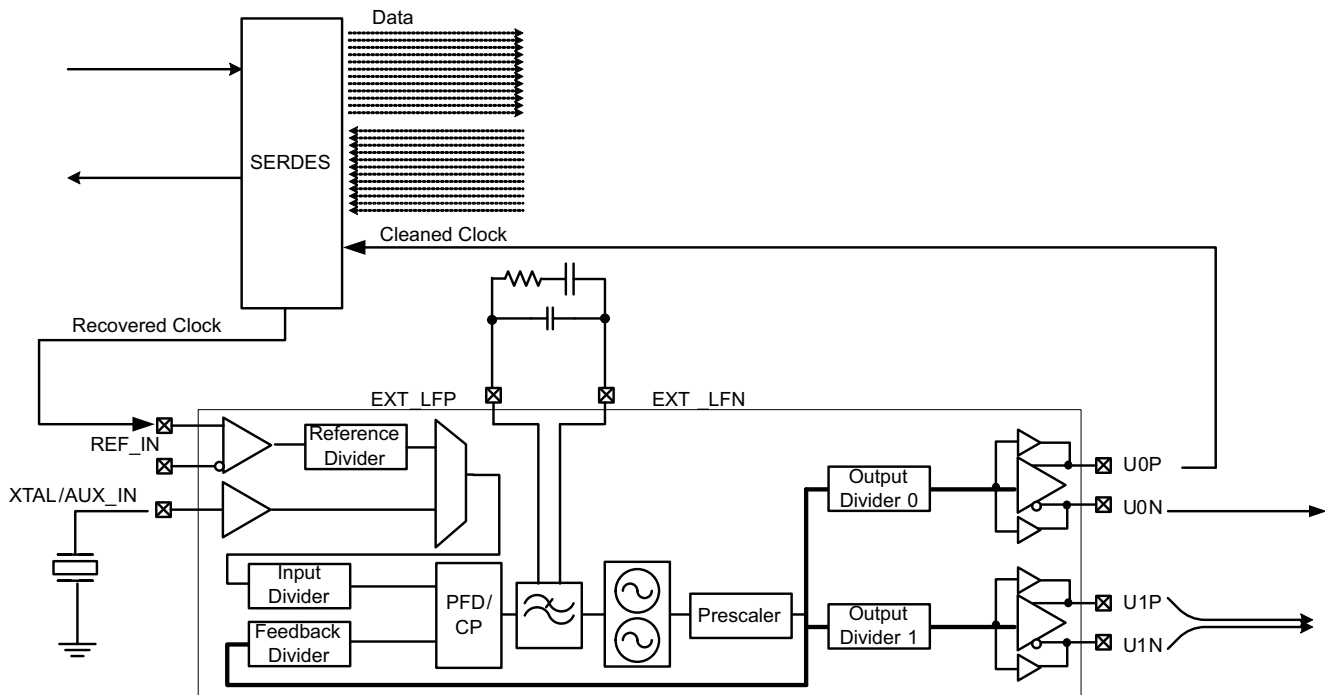 Data
SERDES
Cleaned Clock
Recovered Clock
EXT_LFP
EXT _LFN
REF_IN
Reference
Divider
XTAL/AUX_IN
Output
Divider 0
U0P
U0N
Input
Divider
PFD/
CP
Feedback
Divider
Prescaler
Output
Divider 1
U1P
U1N